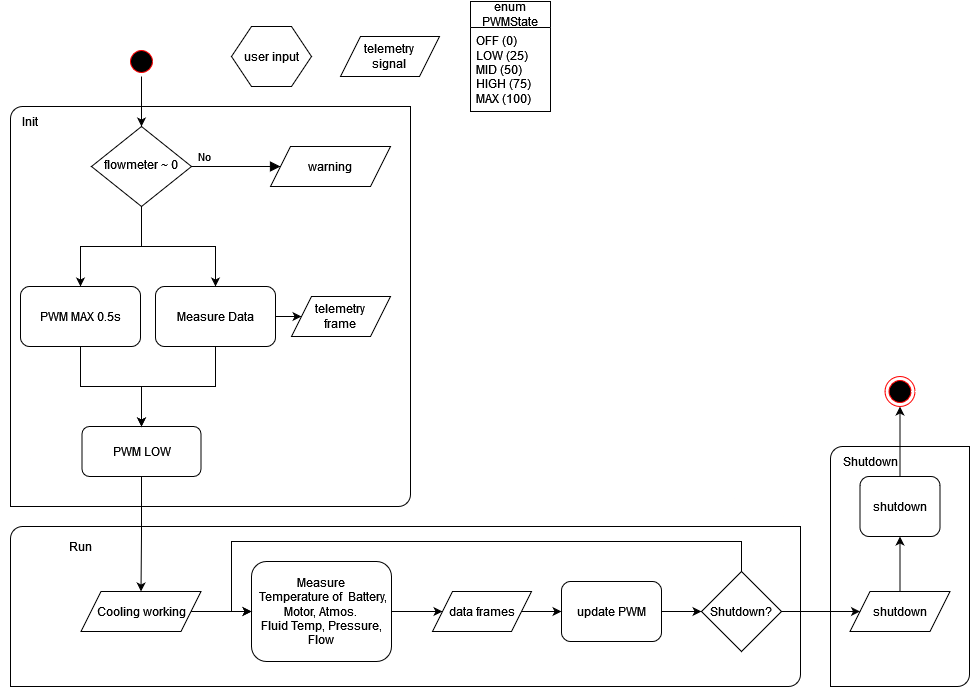 enum
PWMState
OFF (0)
LOW (25)
MID (50)
HIGH (75)
MAX (100)
user input
telemetry
signal
Init
flowmeter ~ 0
No
warning
PWM MAX 0.5s
Measure Data
telemetry
frame
PWM LOW
Run
Cooling working
Measure
Temperature of Battery,
Motor, Atmos.
Fluid Temp, Pressure,
Flow
data frames
update PWM
Shutdown?
Shutdown
shutdown
shutdown